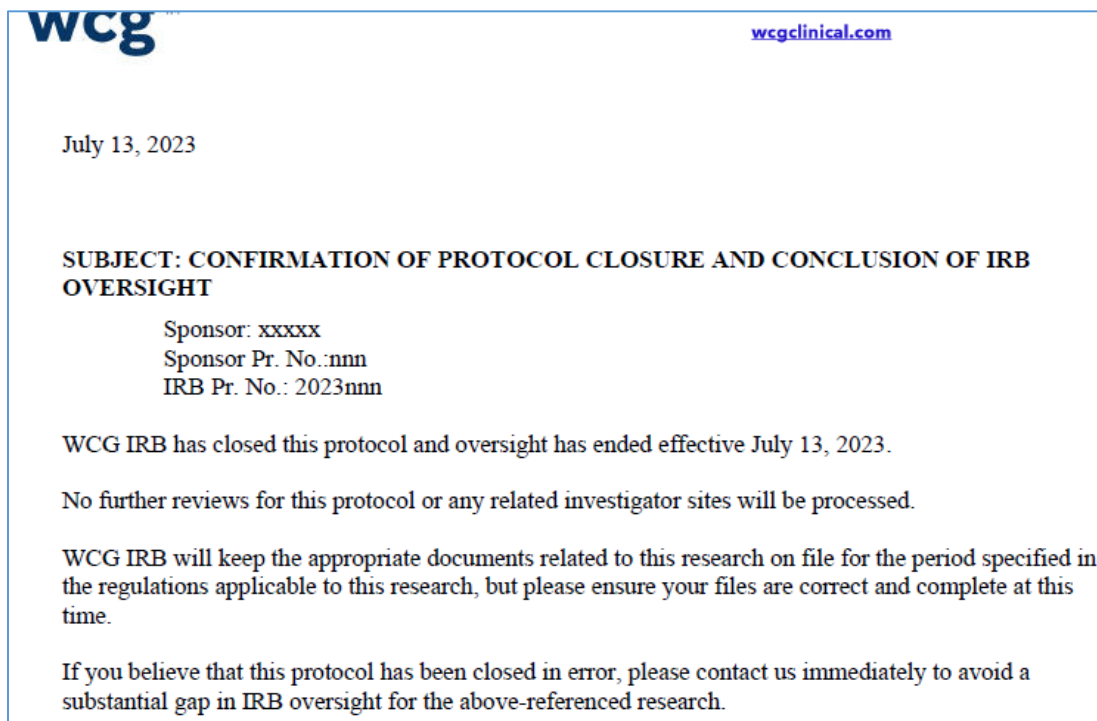 wcg
wcgclinical.com
July 13, 2023
SUBJECT: CONFIRMATION OF PROTOCOL CLOSURE AND CONCLUSION OF IRB
OVERSIGHT
Sponsor: xxxxx
Sponsor Pr. No.:nnn
IRB Pr. No.: 2023nnn
WCG IRB has closed this protocol and oversight has ended effective July 13, 2023.
No further reviews for this protocol or any related investigator sites will be processed.
WCG IRB will keep the appropriate documents related to this research on file for the period specified in
the regulations applicable to this research, but please ensure your files are correct and complete at this
time.
If you believe that this protocol has been closed in error, please contact us immediately to avoid a
substantial gap in IRB oversight for the above-referenced research.